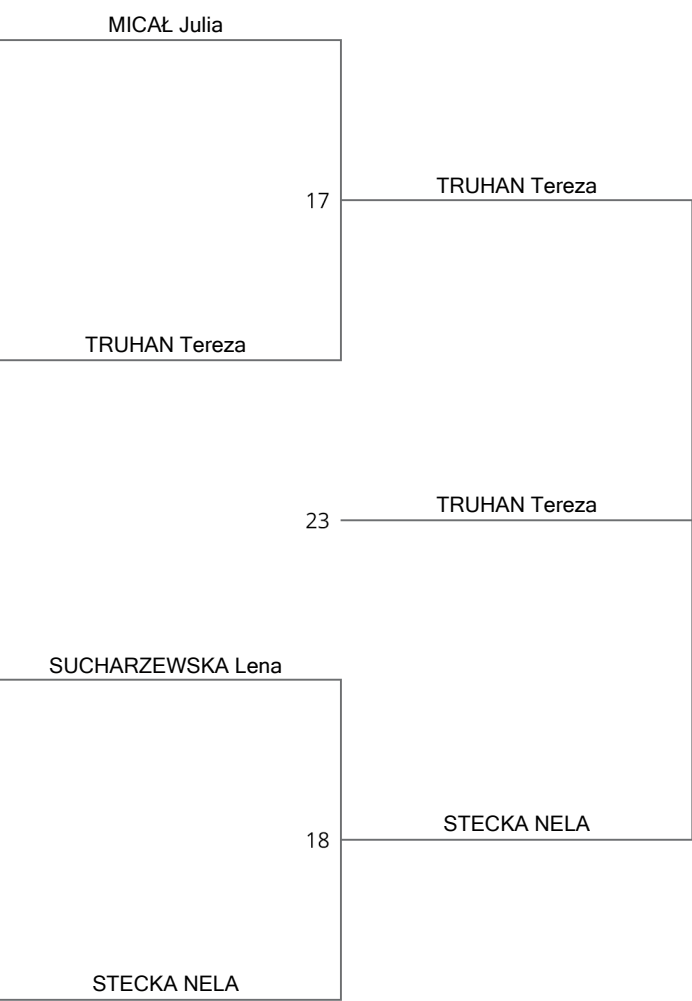 MICAŁ Julia
TRUHAN Tereza
17
TRUHAN Tereza
TRUHAN Tereza
23
SUCHARZEWSKA Lena
STECKA NELA
18
STECKA NELA